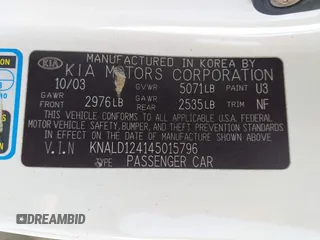 MANUFACTURED IN KOREA BY
KIA KIA MOTORS CORPORATION
10/03 GVWR 5071LB PAINT U3
GAWR FRONT 2976LB GAWR REAR 2535LB TRIM NF
THIS VEHICLE CONFORMS TO ALL APPLICABLE U.S.A. FEDERAL
MOTOR VEHICLE SAFETY, BUMPER, AND THEFT PREVENTION
STANDARDS IN EFFECT ON THE DATE OF MANUFACTURE SHOWN ABOVE.
V.I.N KNALD124145015796
TYPE PASSENGER CAR
DREAMBID